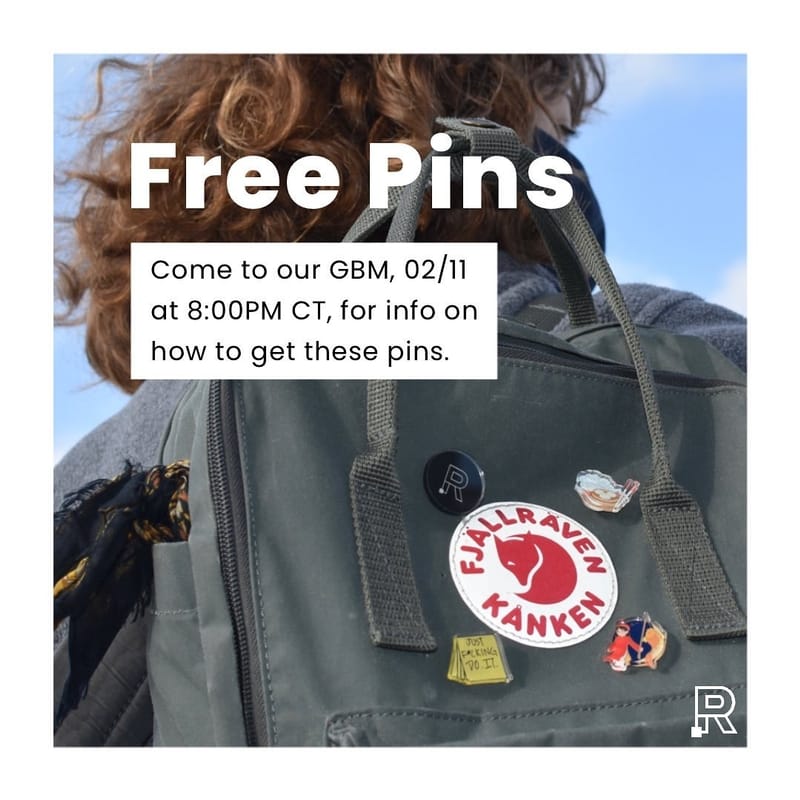 Free Pins
Come to our GBM, 02/11
at 8:00PM CT, for info on
how to get these pins.
R
FJÄLLRÄVEN
KÅNKEN
JUST
F*CKING
DO IT.
R